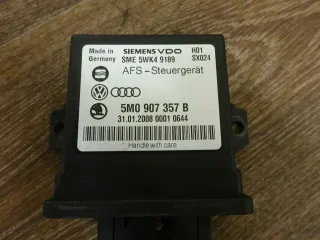 Made in SIEMENS VDO H01
SME 5WK4 9189 SX024
AFS-Steuergerät
5M0 907 357 B
31.01.2008 0001 0644
Handle with care